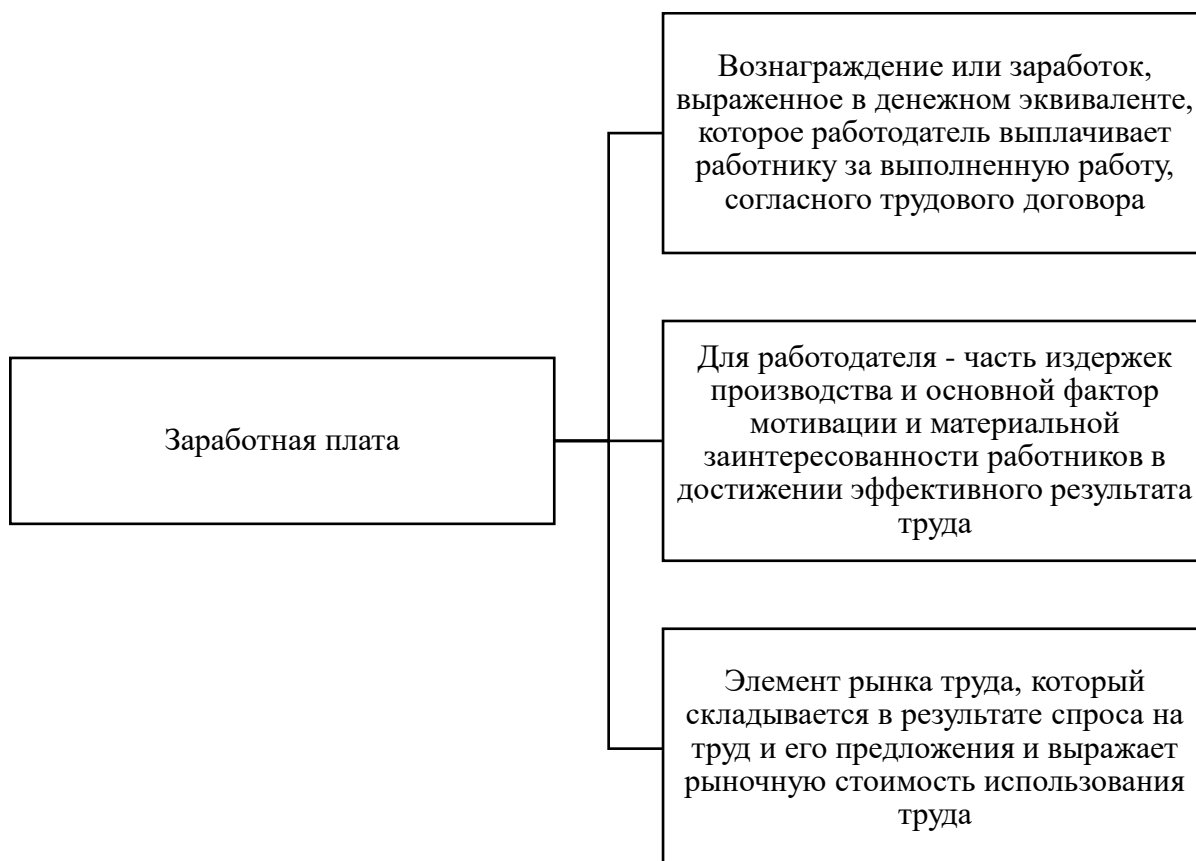 Вознаграждение или заработок,
выраженное в денежном эквиваленте,
которое работодатель выплачивает
работнику за выполненную работу,
согласного трудового договора
Заработная плата
Для работодателя - часть издержек
производства и основной фактор
мотивации и материальной
заинтересованности работников в
достижении эффективного результата
труда
Элемент рынка труда, который
складывается в результате спроса на
труд и его предложения и выражает
рыночную стоимость использования
труда